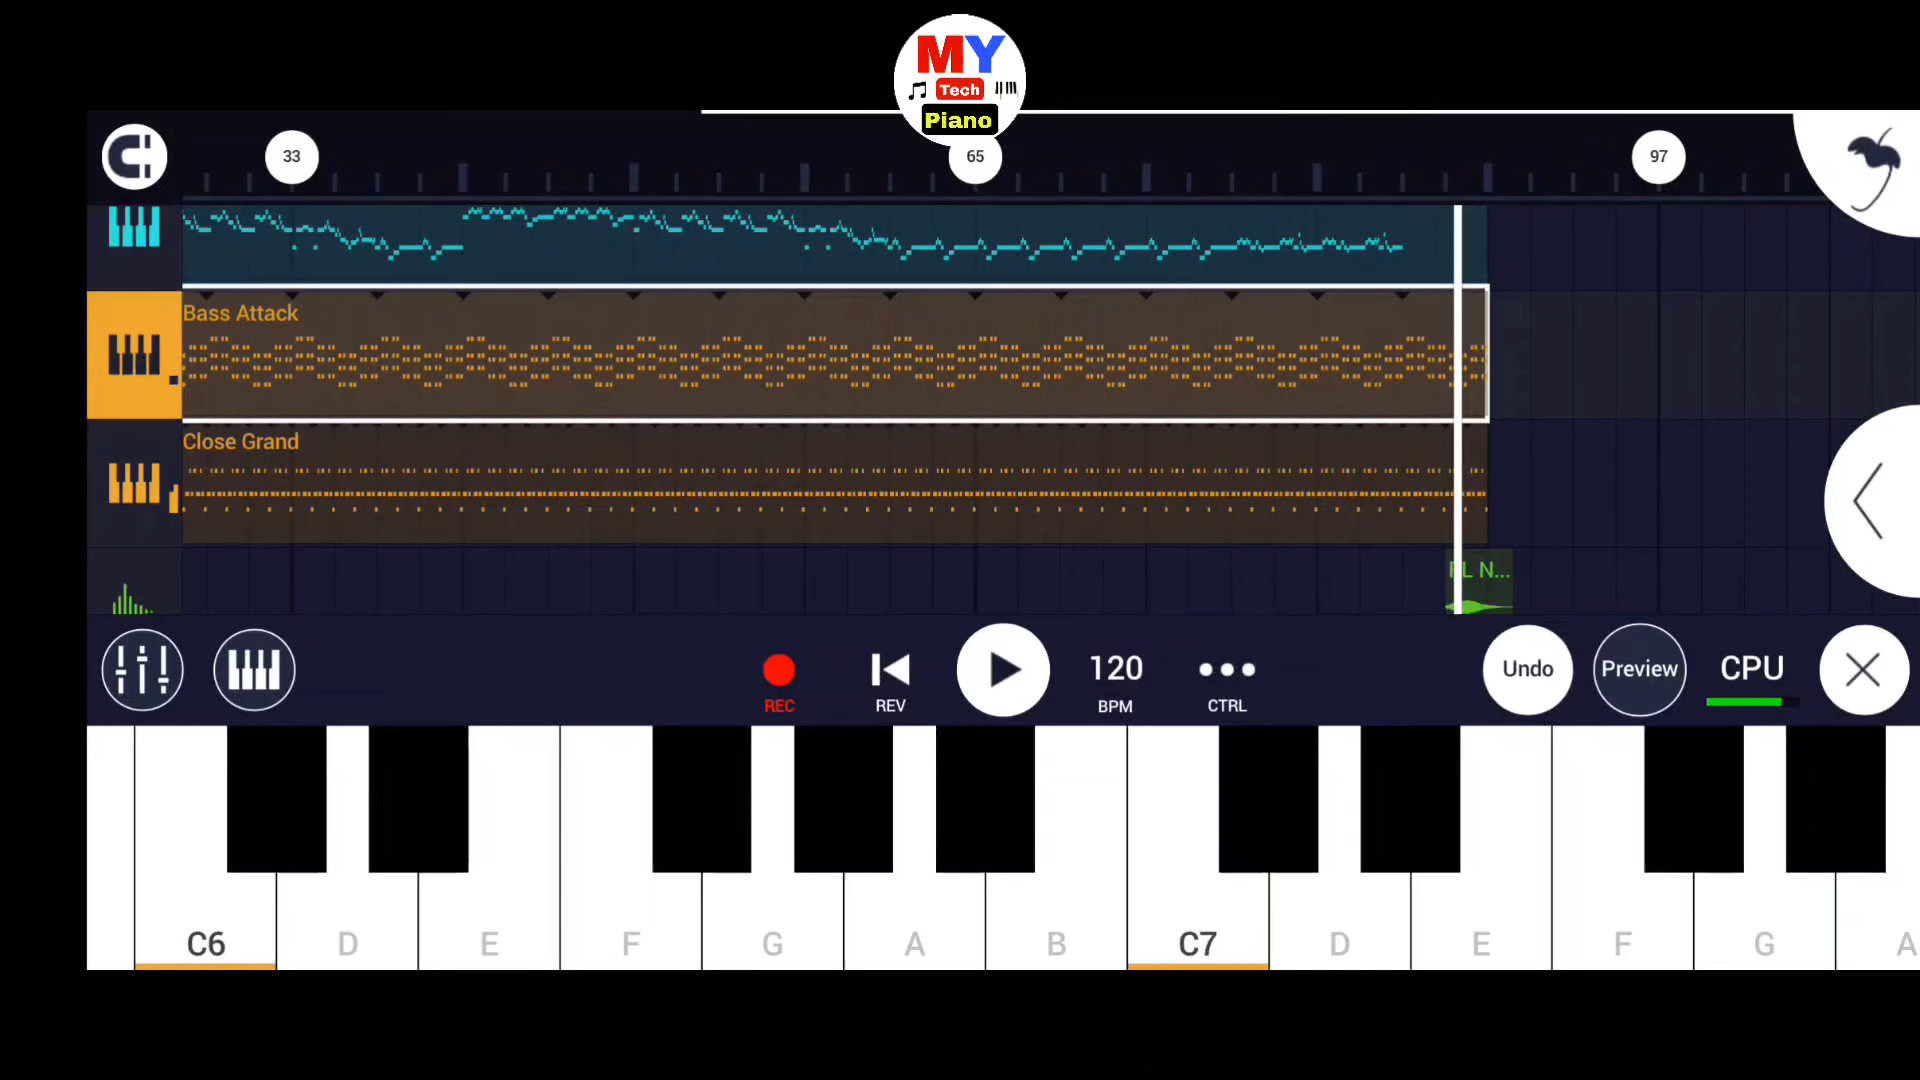 MY
Tech
Piano
33
65
97
Bass Attack
Close Grand
FL N...
REC
REV
120
BPM
CTRL
Undo
Preview
CPU
C6 D E F G A B C7 D E F G A